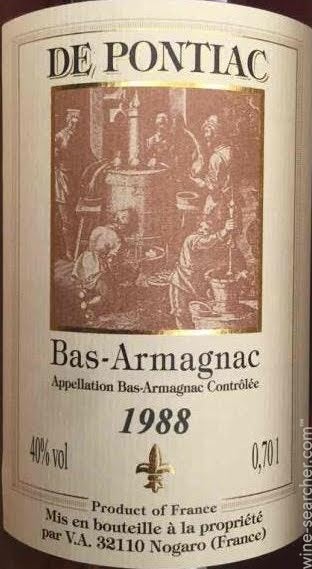 DE PONTIAC
Bas-Armagnac
Appellation Bas-Armagnac Contrôlée
1988
40% vol
0,70 l
Product of France
Mis en bouteille à la propriété
par V.A. 32110 Nogaro (France)
wine-searcher.com™